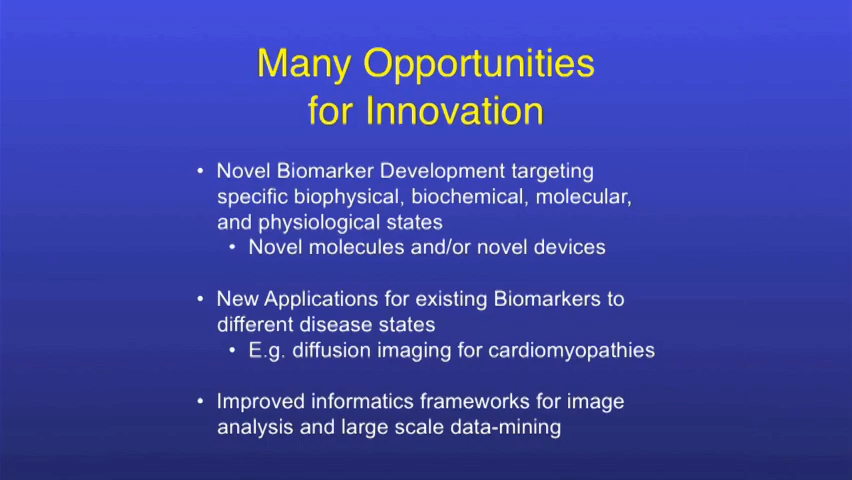 Many Opportunities
for Innovation
• Novel Biomarker Development targeting
specific biophysical, biochemical, molecular,
and physiological states
• Novel molecules and/or novel devices
• New Applications for existing Biomarkers to
different disease states
• E.g. diffusion imaging for cardiomyopathies
• Improved informatics frameworks for image
analysis and large scale data-mining